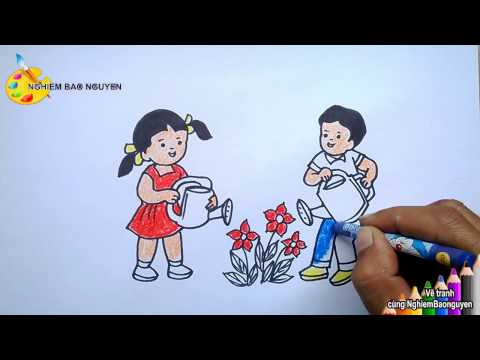 NGHIEM BAO NGUYEN
Vẽ tranh
cùng NghiemBaonguyen